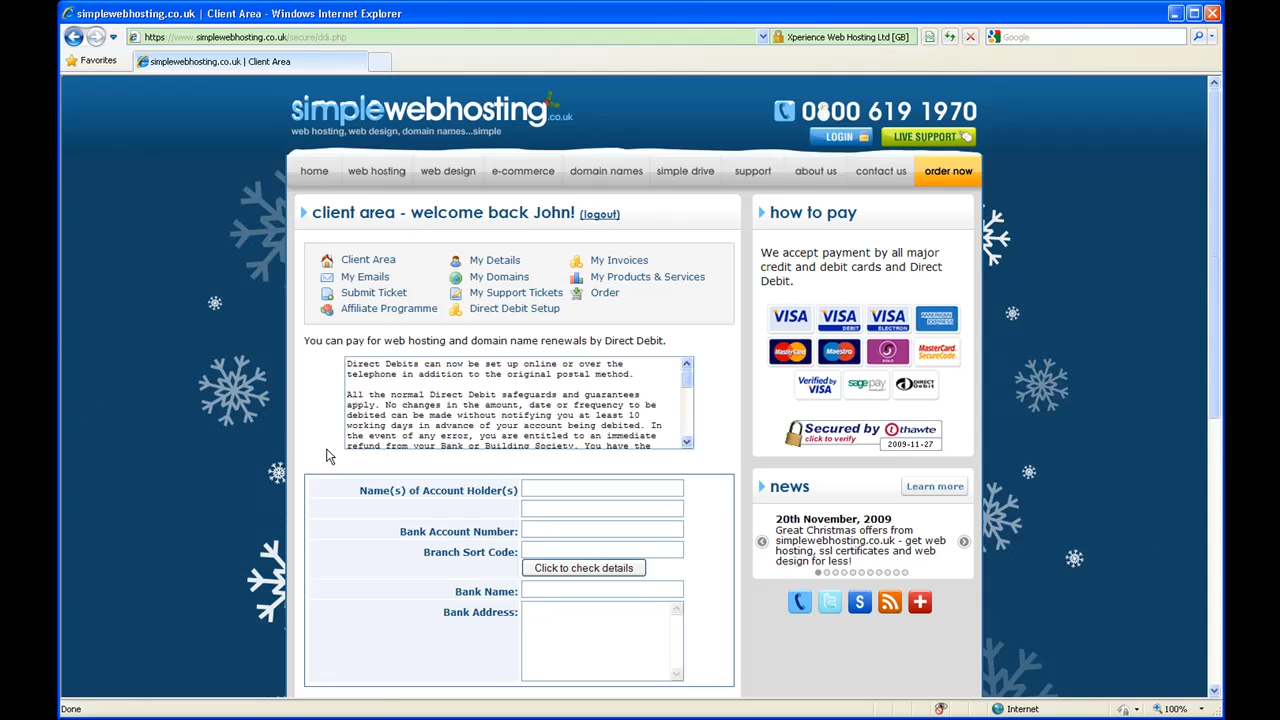 simplewebhosting.co.uk | Client Area - Windows Internet Explorer
https://www.simplewebhosting.co.uk/secure/ddi.php
Xperience Web Hosting Ltd [GB]
Google
Favorites
simplewebhosting.co.uk | Client Area
simplewebhosting.co.uk
web hosting, web design, domain names...simple
0800 619 1970
LOGIN
LIVE SUPPORT
home
web hosting
web design
e-commerce
domain names
simple drive
support
about us
contact us
order now
client area - welcome back John! (logout)
Client Area
My Details
My Invoices
My Emails
My Domains
My Products & Services
Submit Ticket
My Support Tickets
Order
Affiliate Programme
Direct Debit Setup
You can pay for web hosting and domain name renewals by Direct Debit.
Direct Debits can now be set up online or over the
telephone in addition to the original postal method.
All the normal Direct Debit safeguards and guarantees
apply. No changes in the amount, date or frequency to be
debited can be made without notifying you at least 10
working days in advance of your account being debited. In
the event of any error, you are entitled to an immediate
refund from your Bank or Building Society. You have the
Name(s) of Account Holder(s)
Bank Account Number:
Branch Sort Code:
Click to check details
Bank Name:
Bank Address:
how to pay
We accept payment by all major
credit and debit cards and Direct
Debit.
VISA
VISA
DEBIT
VISA
ELECTRON
AMERICAN
EXPRESS
MasterCard
Maestro
SOLO
MasterCard.
SecureCode
Verified by
VISA
sagepay
DIRECT
Debit
Secured by thawte
click to verify
2009-11-27
news
Learn more
20th November, 2009
Great Christmas offers from
simplewebhosting.co.uk - get web
hosting, ssl certificates and web
design for less!
Done
Internet
100%